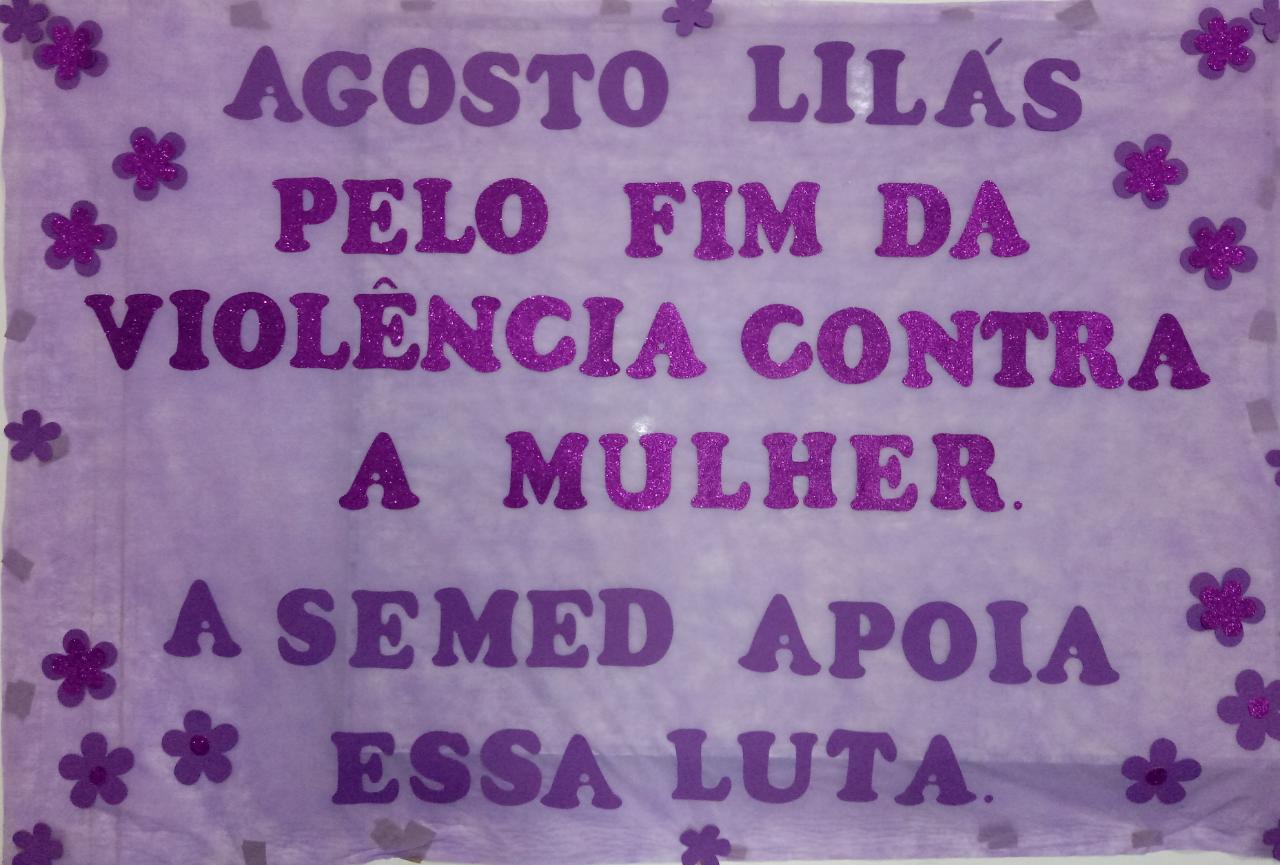 AGOSTO LILÁS
PELO FIM DA
VIOLÊNCIA CONTRA
A MULHER.
A SEMED APOIA
ESSA LUTA.